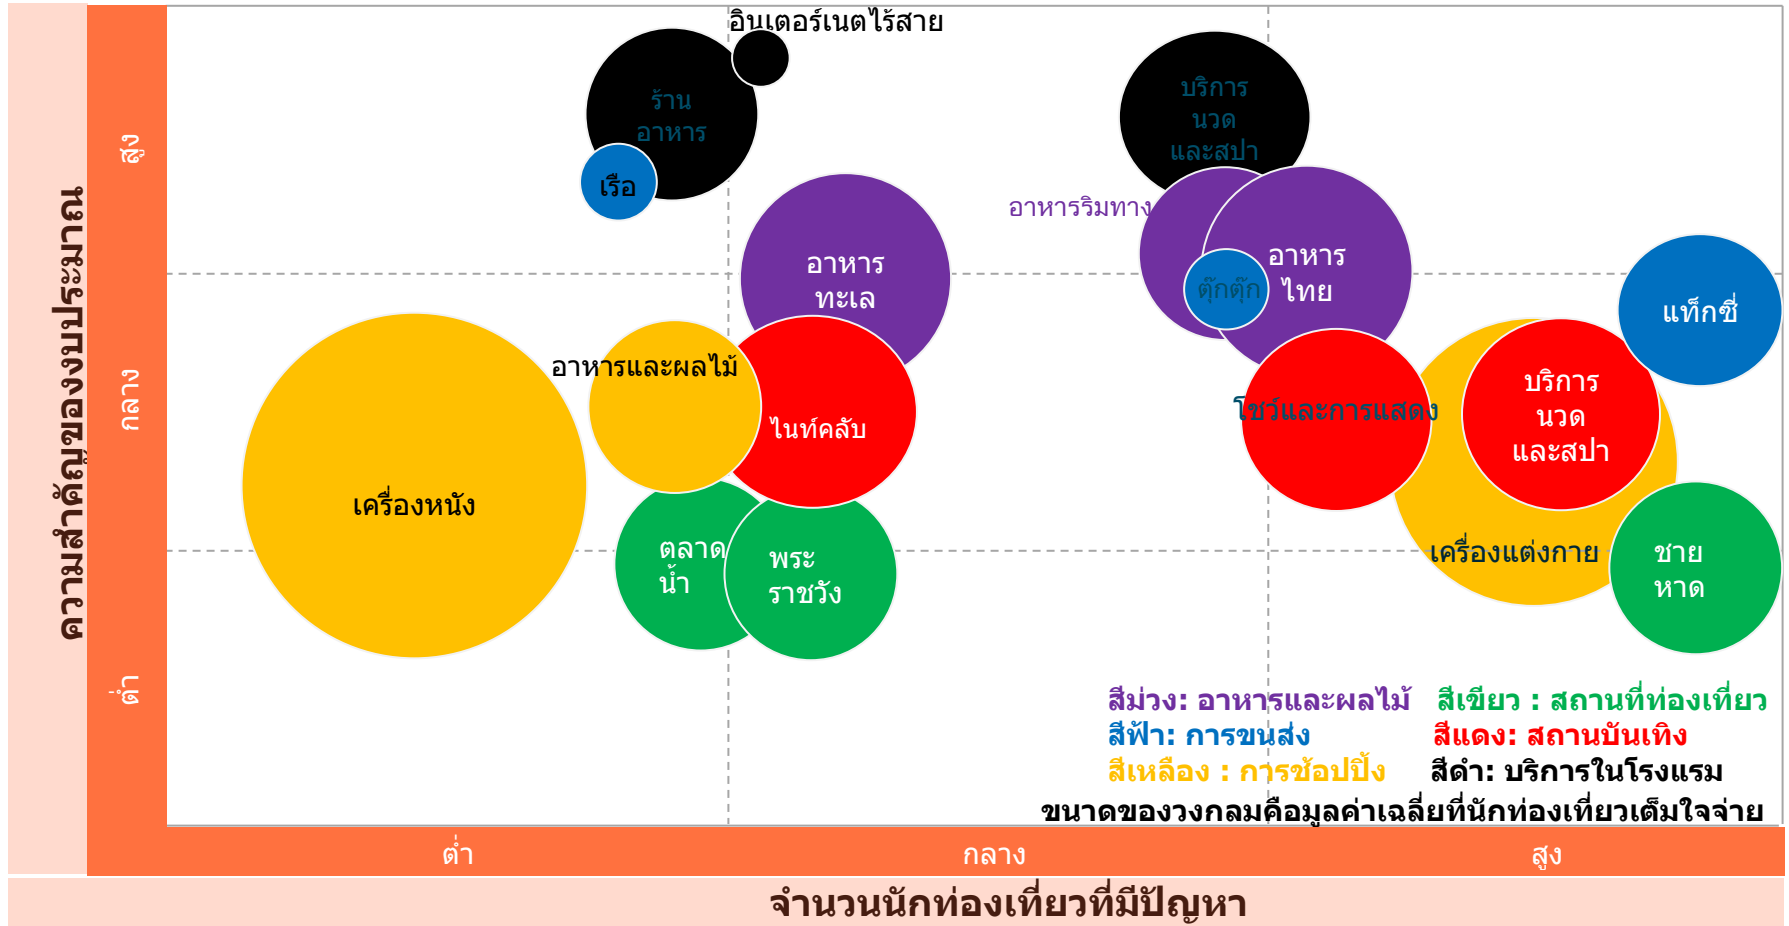 อินเตอร์เนตไร้สาย
ร้าน
อาหาร
บริการ
นวด
และสปา
เรือ
อาหารริมทาง
อาหาร
ทะเล
อาหาร
ไทย
ตุ๊กตุ๊ก
แท็กซี่
อาหารและผลไม้
ไนท์คลับ
โชว์และการแสดง
บริการ
นวด
และสปา
เครื่องหนัง
ตลาด
น้ำ
พระ
ราชวัง
เครื่องแต่งกาย
ชาย
หาด
สีม่วง: อาหารและผลไม้
สีเขียว : สถานที่ท่องเที่ยว
สีฟ้า: การขนส่ง
สีแดง: สถานบันเทิง
สีเหลือง : การช้อปปิ้ง
สีดำ: บริการในโรงแรม
ขนาดของวงกลมคือมูลค่าเฉลี่ยที่นักท่องเที่ยวเต็มใจจ่าย
ความสำคัญของงบประมาณ
สูง
กลาง
ต่ำ
ต่ำ
กลาง
สูง
จำนวนนักท่องเที่ยวที่มีปัญหา